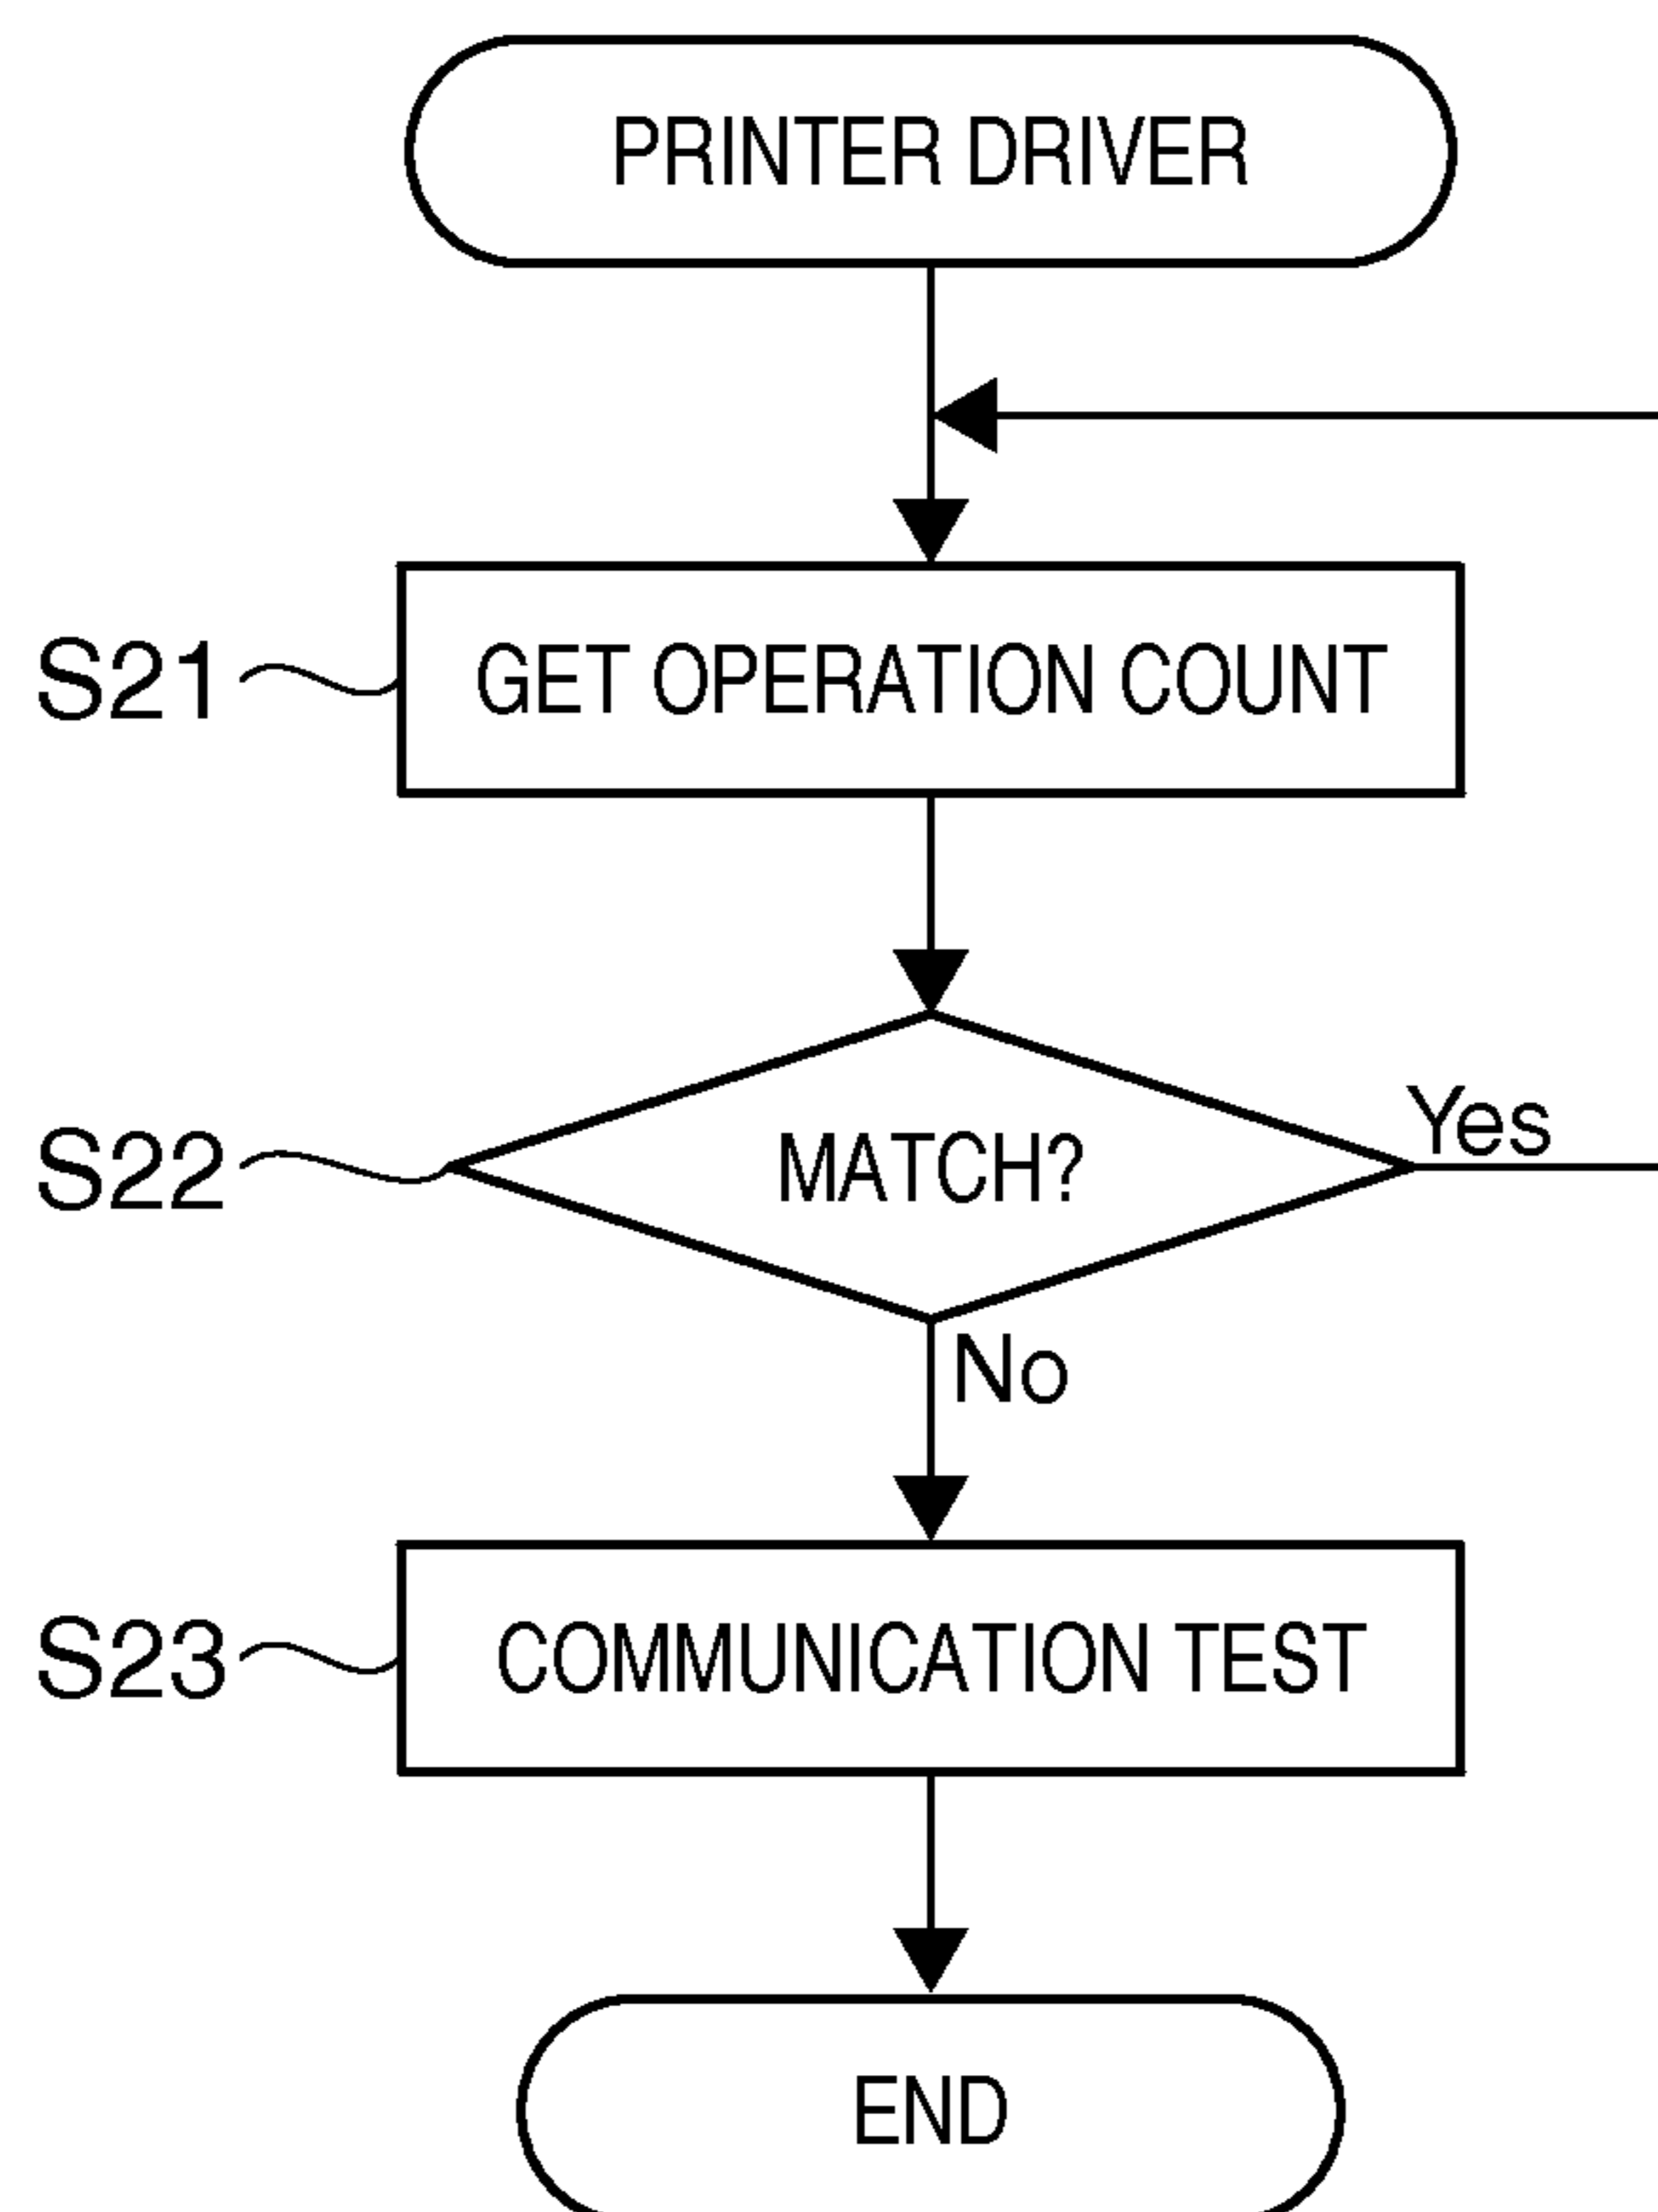 PRINTER DRIVER
S21
GET OPERATION COUNT
S22
MATCH?
Yes
No
S23
COMMUNICATION TEST
END